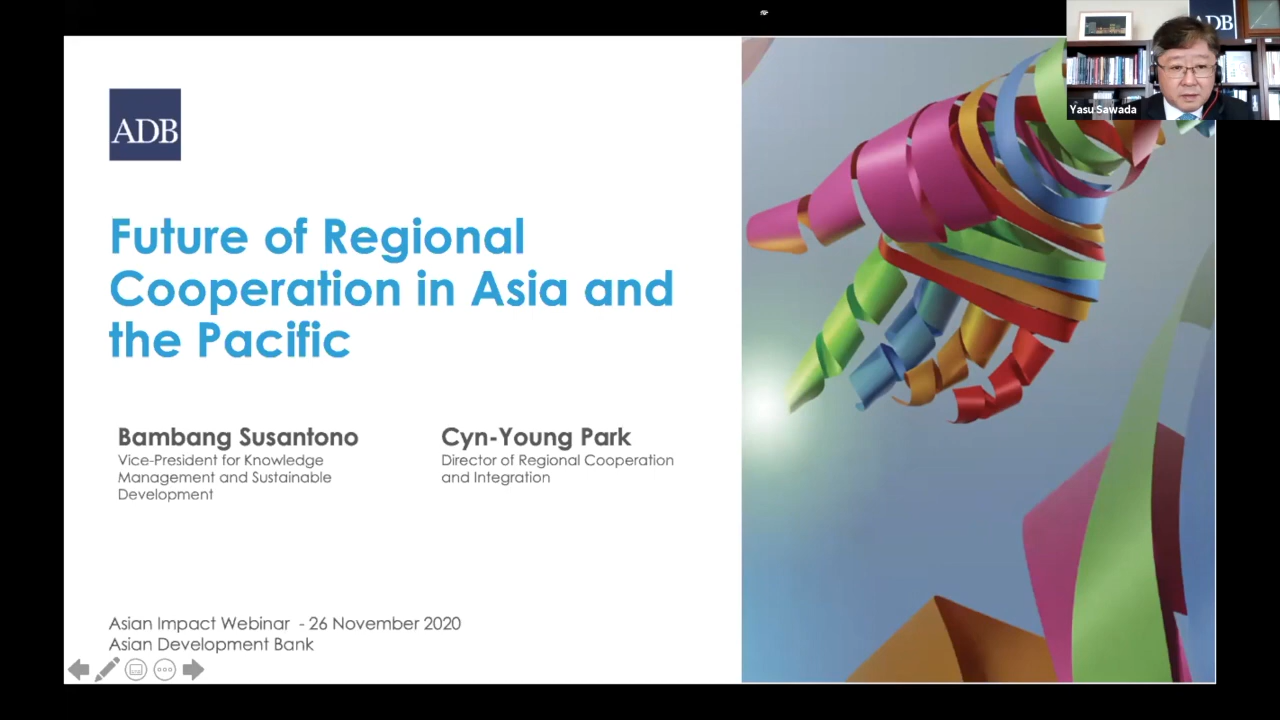 ADB
Future of Regional
Cooperation in Asia and
the Pacific
Bambang Susantono
Vice-President for Knowledge
Management and Sustainable
Development
Cyn-Young Park
Director of Regional Cooperation
and Integration
Asian Impact Webinar - 26 November 2020
Asian Development Bank
ADB
Yasu Sawada